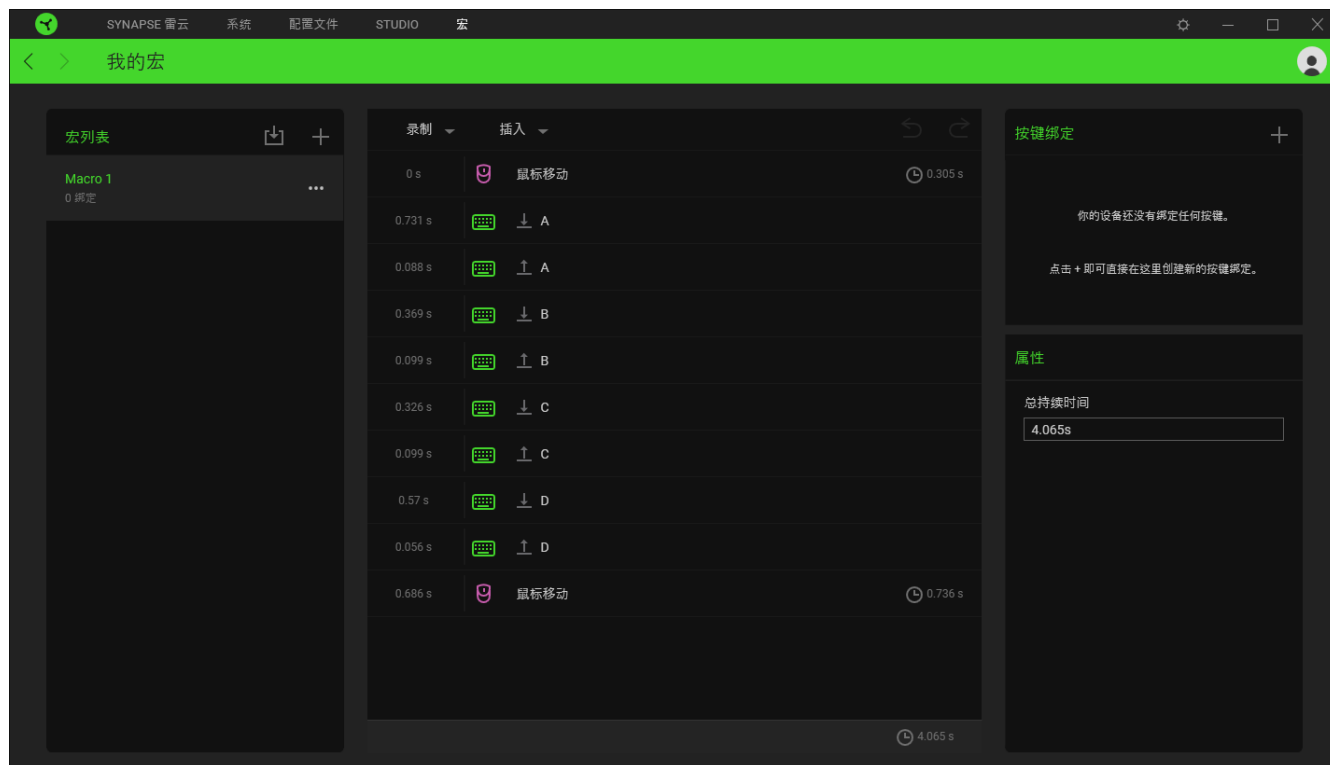 SYNAPSE 雷云 系统 配置文件 STUDIO 宏
我的宏
宏列表
Macro 1
0 绑定
录制 插入
0 s 鼠标移动 0.305 s
0.731 s A
0.088 s A
0.369 s B
0.099 s B
0.326 s C
0.099 s C
0.57 s D
0.056 s D
0.686 s 鼠标移动 0.736 s
4.065 s
按键绑定
你的设备还没有绑定任何按键。
点击 + 即可直接在这里创建新的按键绑定。
属性
总持续时间
4.065s